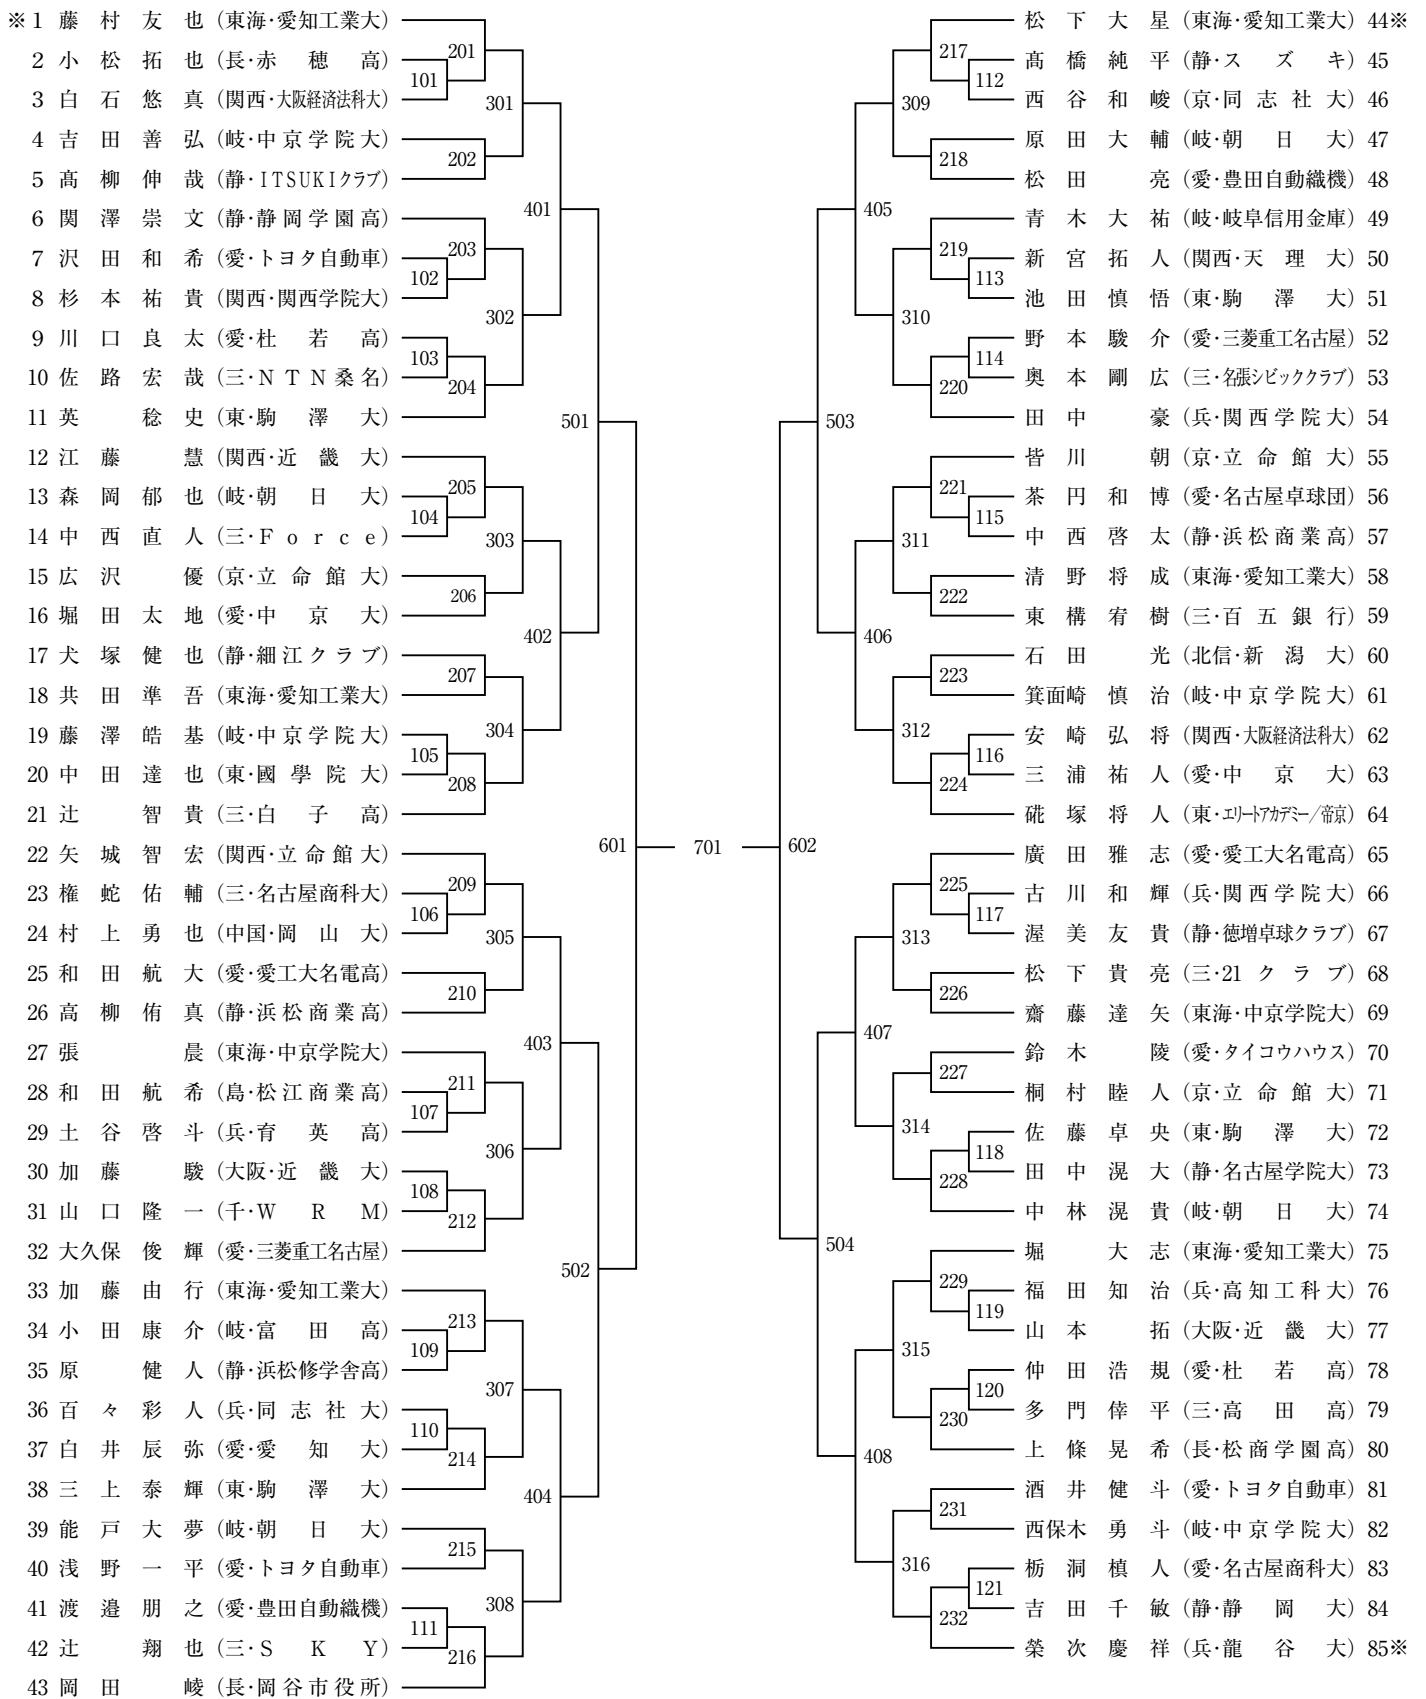 ※1 藤村友也 (東海・愛知工業大)
2 小松拓也 (長・赤穂高)
3 白石悠真 (関西・大阪経済法科大)
4 吉田善弘 (岐・中京学院大)
5 髙柳伸哉 (静・ITSUKIクラブ)
6 関澤崇文 (静・静岡学園高)
7 沢田和希 (愛・トヨタ自動車)
8 杉本祐貴 (関西・関西学院大)
9 川口良太 (愛・杜若高)
10 佐路宏哉 (三・NTN桑名)
11 英稔史 (東・駒澤大)
12 江藤慧 (関西・近畿大)
13 森岡郁也 (岐・朝日大)
14 中西直人 (三・Force)
15 広沢優 (京・立命館大)
16 堀田太地 (愛・中京大)
17 犬塚健也 (静・細江クラブ)
18 共田準吾 (東海・愛知工業大)
19 藤澤皓基 (岐・中京学院大)
20 中田達也 (東・國學院大)
21 辻智貴 (三・白子高)
22 矢城智宏 (関西・立命館大)
23 権蛇佑輔 (三・名古屋商科大)
24 村上勇也 (中国・岡山大)
25 和田航大 (愛・愛工大名電高)
26 高柳侑真 (静・浜松商業高)
27 張晨 (東海・中京学院大)
28 和田航希 (島・松江商業高)
29 土谷啓斗 (兵・育英高)
30 加藤駿 (大阪・近畿大)
31 山口隆一 (千・WRM)
32 大久保俊輝 (愛・三菱重工名古屋)
33 加藤由行 (東海・愛知工業大)
34 小田康介 (岐・富田高)
35 原健人 (静・浜松修学舎高)
36 百々彩人 (兵・同志社大)
37 白井辰弥 (愛・愛知大)
38 三上泰輝 (東・駒澤大)
39 能戸大夢 (岐・朝日大)
40 浅野一平 (愛・トヨタ自動車)
41 渡邉朋之 (愛・豊田自動織機)
42 辻翔也 (三・SKY)
43 岡田崚 (長・岡谷市役所)
101
102
103
104
105
106
107
108
109
110
111
201
202
203
204
205
206
207
208
209
210
211
212
213
214
215
216
301
302
303
304
305
306
307
308
401
402
403
404
501
502
601
701
602
503
504
405
406
407
408
309
310
311
312
313
314
315
316
217
218
219
220
221
222
223
224
225
226
227
228
229
230
231
232
112
113
114
115
116
117
118
119
120
121
松下大星 (東海・愛知工業大) 44※
髙橋純平 (静・スズキ) 45
西谷和峻 (京・同志社大) 46
原田大輔 (岐・朝日大) 47
松田亮 (愛・豊田自動織機) 48
青木大祐 (岐・岐阜信用金庫) 49
新宮拓人 (関西・天理大) 50
池田慎悟 (東・駒澤大) 51
野本駿介 (愛・三菱重工名古屋) 52
奥本剛広 (三・名張シビッククラブ) 53
田中豪 (兵・関西学院大) 54
皆川朝 (京・立命館大) 55
茶円和博 (愛・名古屋卓球団) 56
中西啓太 (静・浜松商業高) 57
清野将成 (東海・愛知工業大) 58
東構宥樹 (三・百五銀行) 59
石田光 (北信・新潟大) 60
箕面崎慎治 (岐・中京学院大) 61
安崎弘将 (関西・大阪経済法科大) 62
三浦祐人 (愛・中京大) 63
硴塚将人 (東・エリートアカデミー/帝京) 64
廣田雅志 (愛・愛工大名電高) 65
古川和輝 (兵・関西学院大) 66
渥美友貴 (静・徳増卓球クラブ) 67
松下貴亮 (三・21クラブ) 68
齋藤達矢 (東海・中京学院大) 69
鈴木陵 (愛・タイコウハウス) 70
桐村睦人 (京・立命館大) 71
佐藤卓央 (東・駒澤大) 72
田中滉大 (静・名古屋学院大) 73
中林滉貴 (岐・朝日大) 74
堀大志 (東海・愛知工業大) 75
福田知治 (兵・高知工科大) 76
山本拓 (大阪・近畿大) 77
仲田浩規 (愛・杜若高) 78
多門倖平 (三・高田高) 79
上條晃希 (長・松商学園高) 80
酒井健斗 (愛・トヨタ自動車) 81
西保木勇斗 (岐・中京学院大) 82
栃洞槙人 (愛・名古屋商科大) 83
吉田千敏 (静・静岡大) 84
榮次慶祥 (兵・龍谷大) 85※